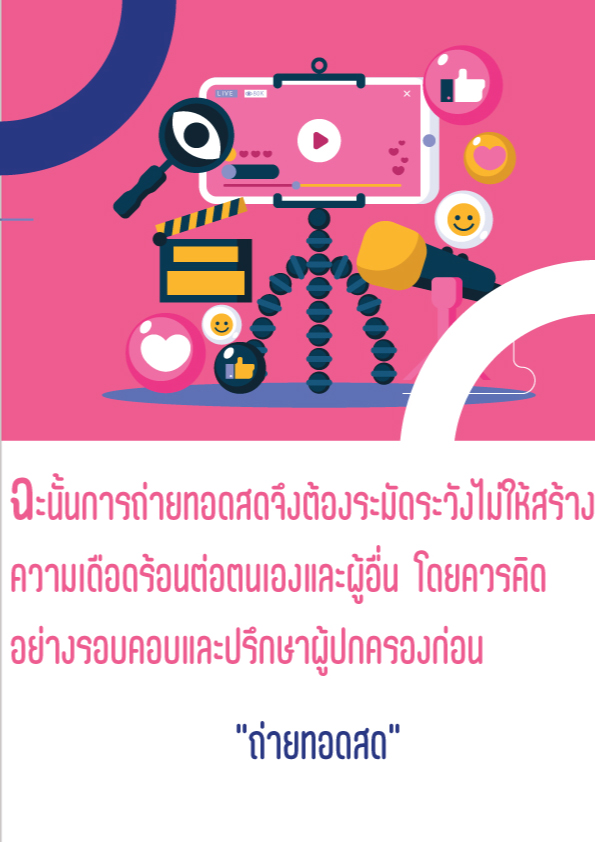 LIVE 60K
ฉะนั้นการถ่ายทอดสดจึงต้องระมัดระวังไม่ให้สร้าง
ความเดือดร้อนต่อตนเองและผู้อื่น โดยควรคิด
อย่างรอบคอบและปรึกษาผู้ปกครองก่อน
"ถ่ายทอดสด"